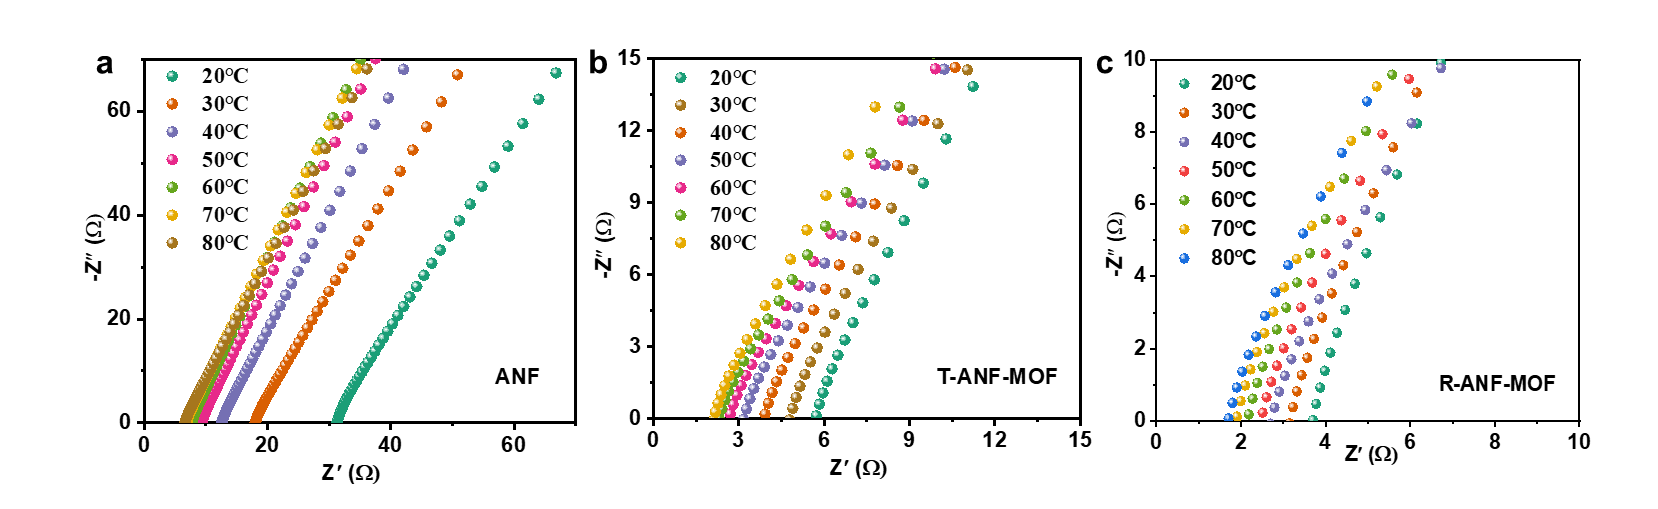 a
20°C
30°C
40°C
50°C
60°C
70°C
80°C
ANF
0
20
40
60
0
20
40
60
-Z″ (Ω)
Z′ (Ω)
b
20°C
30°C
40°C
50°C
60°C
70°C
80°C
T-ANF-MOF
15
12
9
6
3
0
0
3
6
9
12
15
-Z″ (Ω)
Z′ (Ω)
c
20°C
30°C
40°C
50°C
60°C
70°C
80°C
R-ANF-MOF
10
8
6
4
2
0
0
2
4
6
8
10
-Z″ (Ω)
Z′ (Ω)